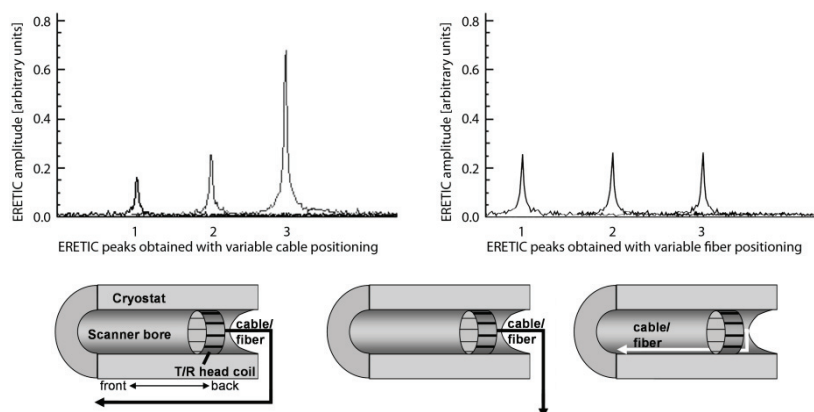 0.8
0.6
0.4
0.2
0.0
ERETIC amplitude [arbitrary units]
1 2 3
ERETIC peaks obtained with variable cable positioning
0.8
0.6
0.4
0.2
0.0
ERETIC amplitude [arbitrary units]
1 2 3
ERETIC peaks obtained with variable fiber positioning
Cryostat
Scanner bore
cable/
fiber
T/R head coil
front back
cable/
fiber
cable/
fiber